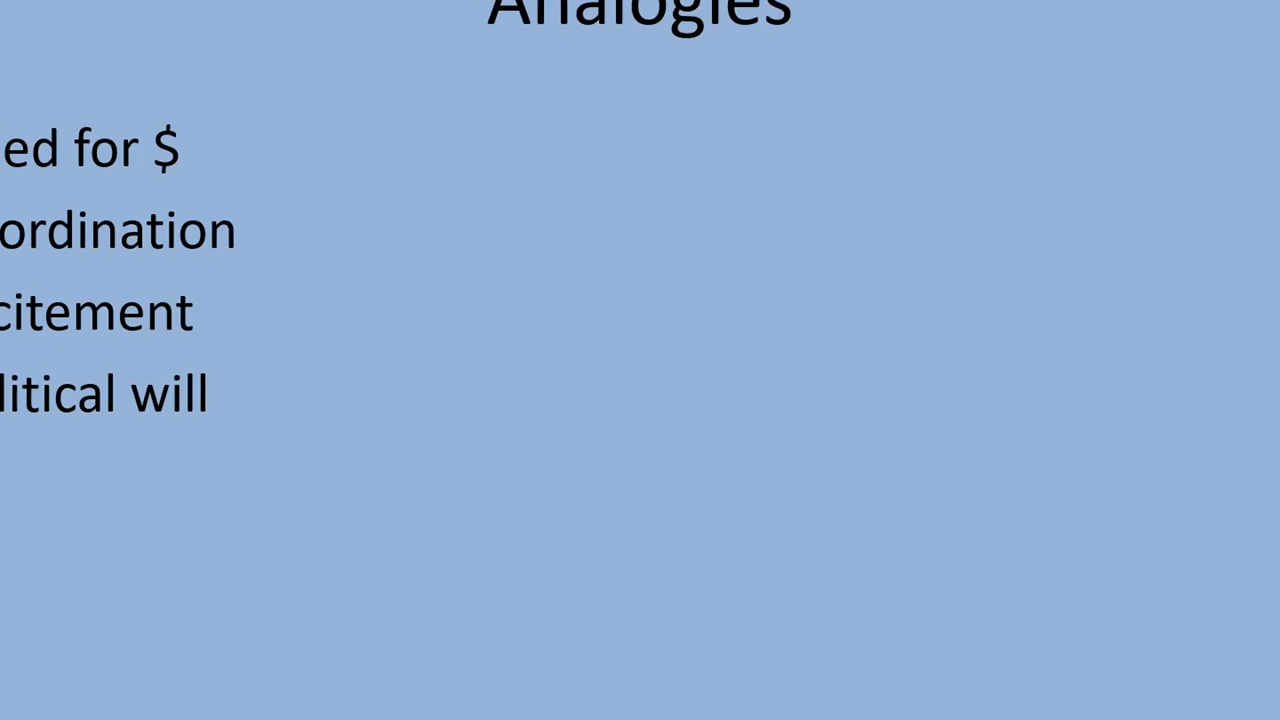 Analogies
ed for $
ordination
citement
litical will